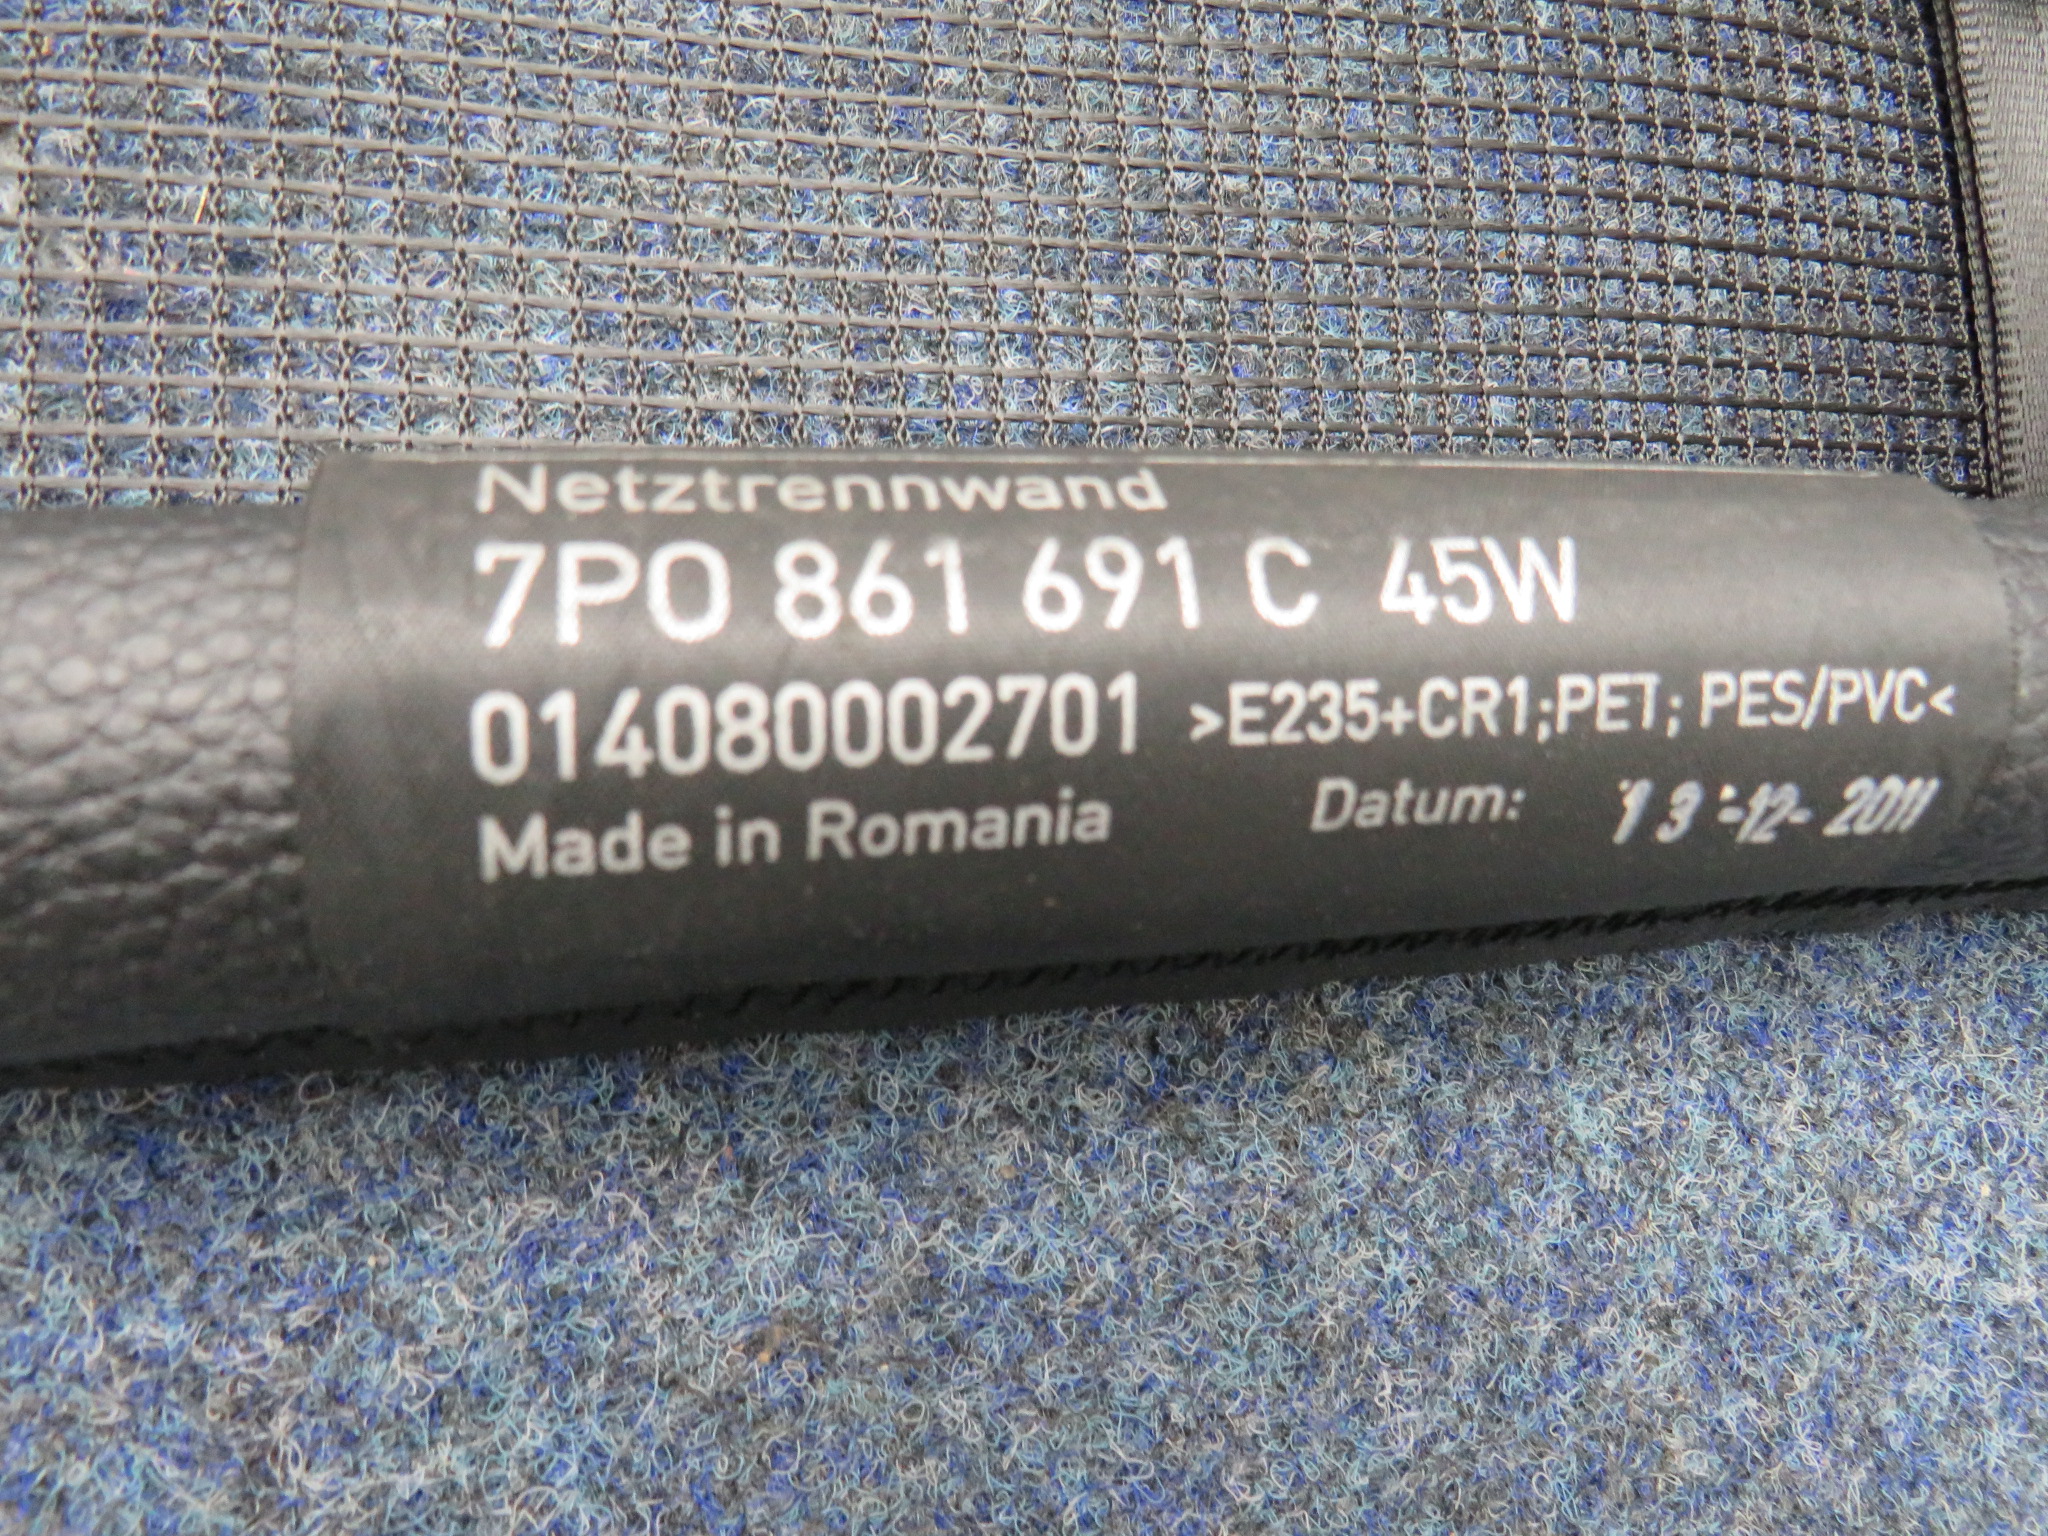 Netztrennwand
7P0 861 691 C 45W
014080002701 >E235+CR1;PET; PES/PVC<
Made in Romania Datum: 13 -12- 2011